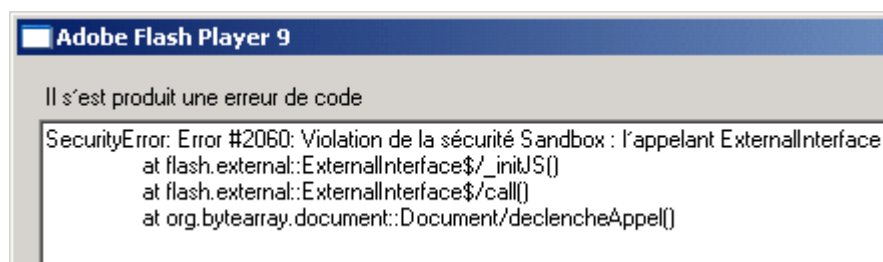 Adobe Flash Player 9
Il s'est produit une erreur de code
SecurityError: Error #2060: Violation de la sécurité Sandbox : l'appelant ExternalInterface
at flash.external::ExternalInterface$/_initJS()
at flash.external::ExternalInterface$/call()
at org.bytearray.document::Document/declencheAppel()